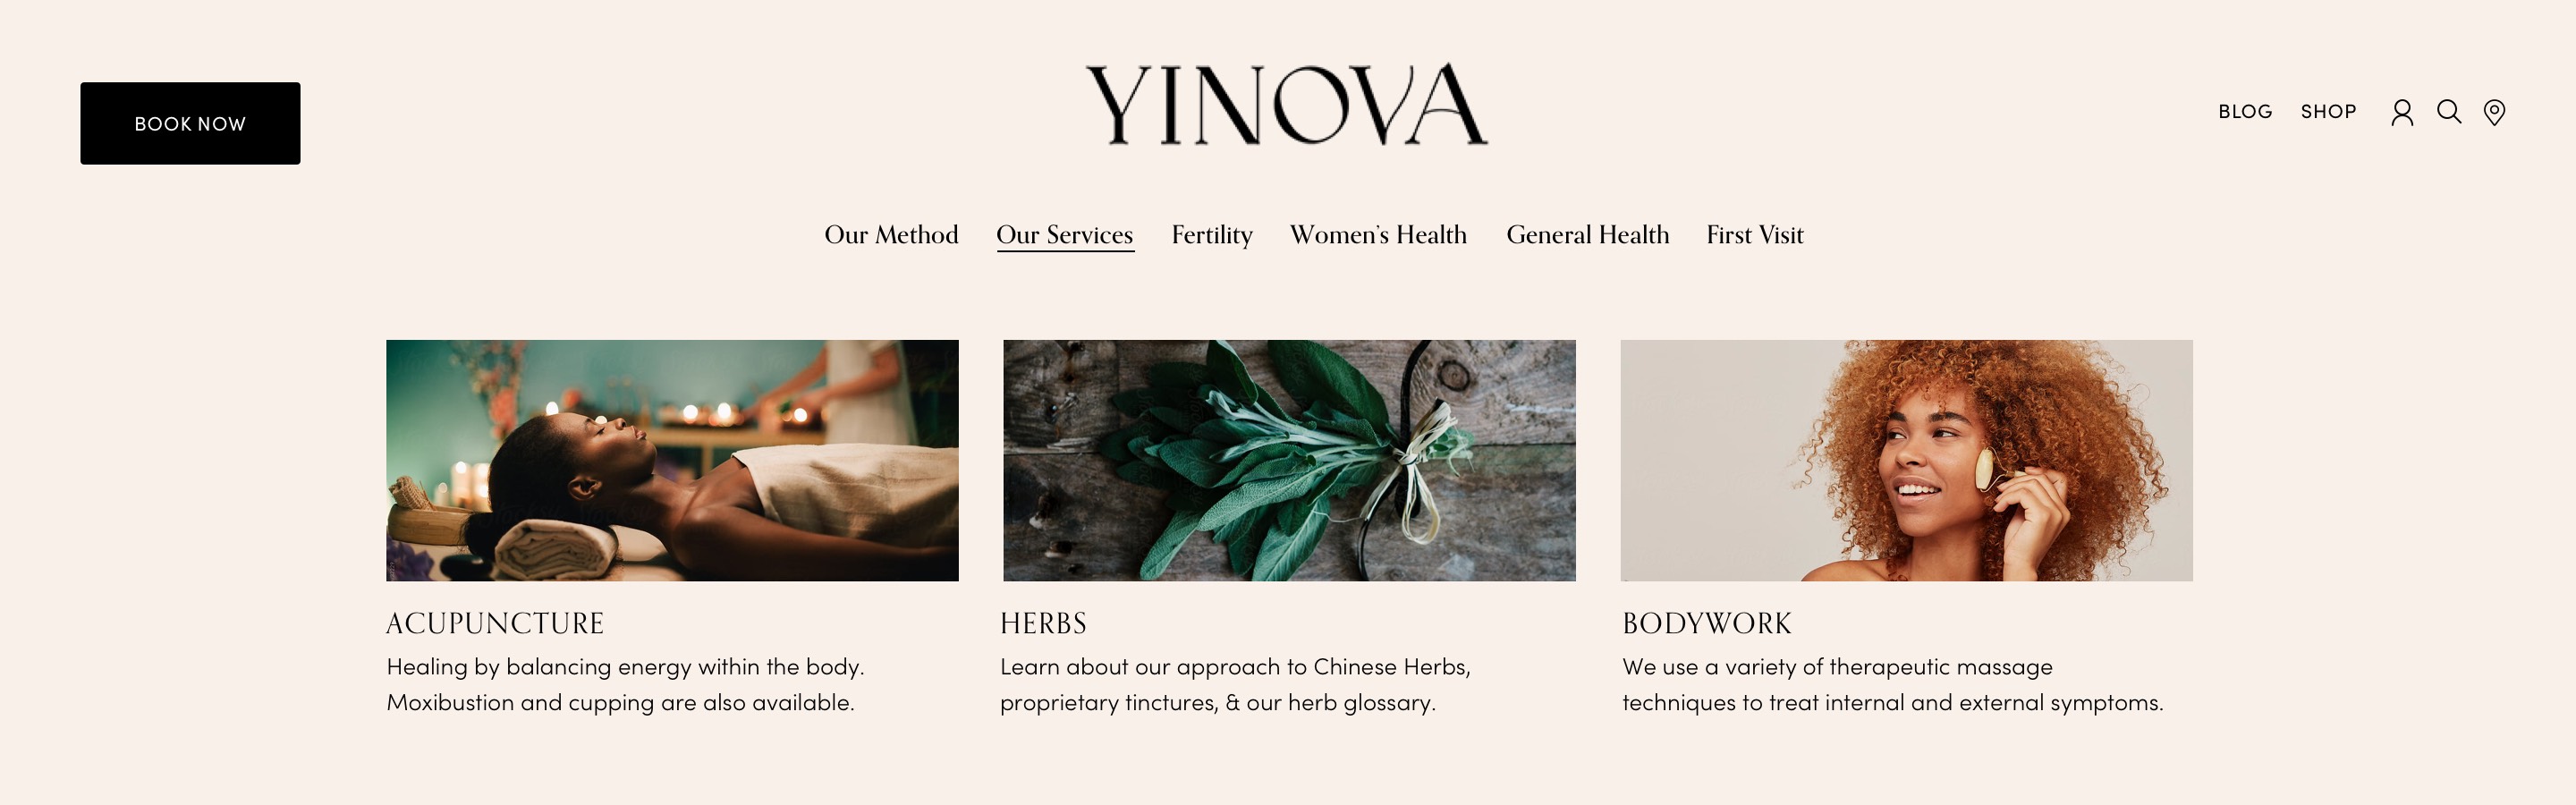 BOOK NOW
YINOVA
BLOG SHOP
Our Method Our Services Fertility Women's Health General Health First Visit
ACUPUNCTURE
Healing by balancing energy within the body.
Moxibustion and cupping are also available.
HERBS
Learn about our approach to Chinese Herbs,
proprietary tinctures, & our herb glossary.
BODYWORK
We use a variety of therapeutic massage
techniques to treat internal and external symptoms.